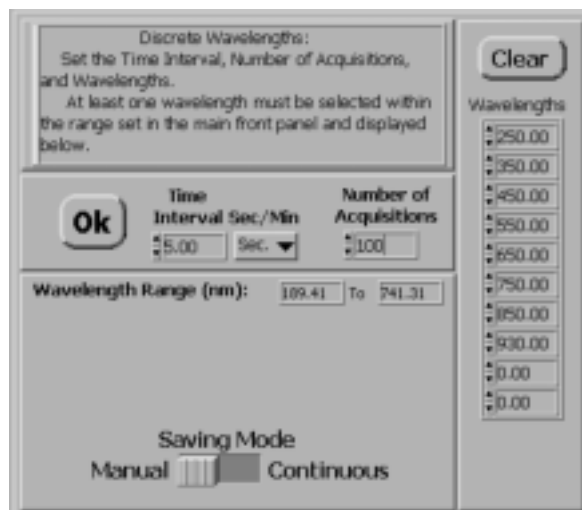 Discrete Wavelengths:
Set the Time Interval, Number of Acquisitions,
and Wavelengths.
At least one wavelength must be selected within
the range set in the main front panel and displayed
below.
Clear
Wavelengths
250.00
350.00
450.00
550.00
650.00
750.00
850.00
930.00
0.00
0.00
Ok
Time
Interval Sec/Min
Number of
Acquisitions
5.00
Sec.
100
Wavelength Range (nm): 189.41 To 741.31
Saving Mode
Manual Continuous